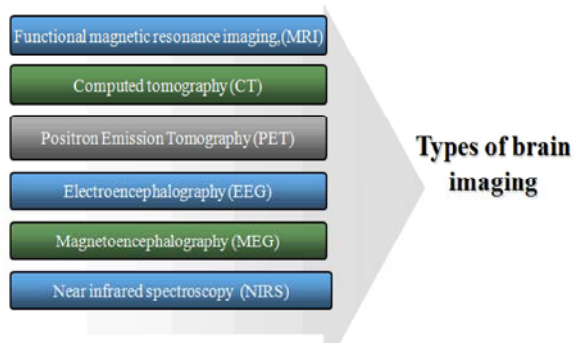 Functional magnetic resonance imaging,(MRI)
Computed tomography (CT)
Positron Emission Tomography (PET)
Electroencephalography (EEG)
Magnetoencephalography (MEG)
Near infrared spectroscopy (NIRS)
Types of brain
imaging